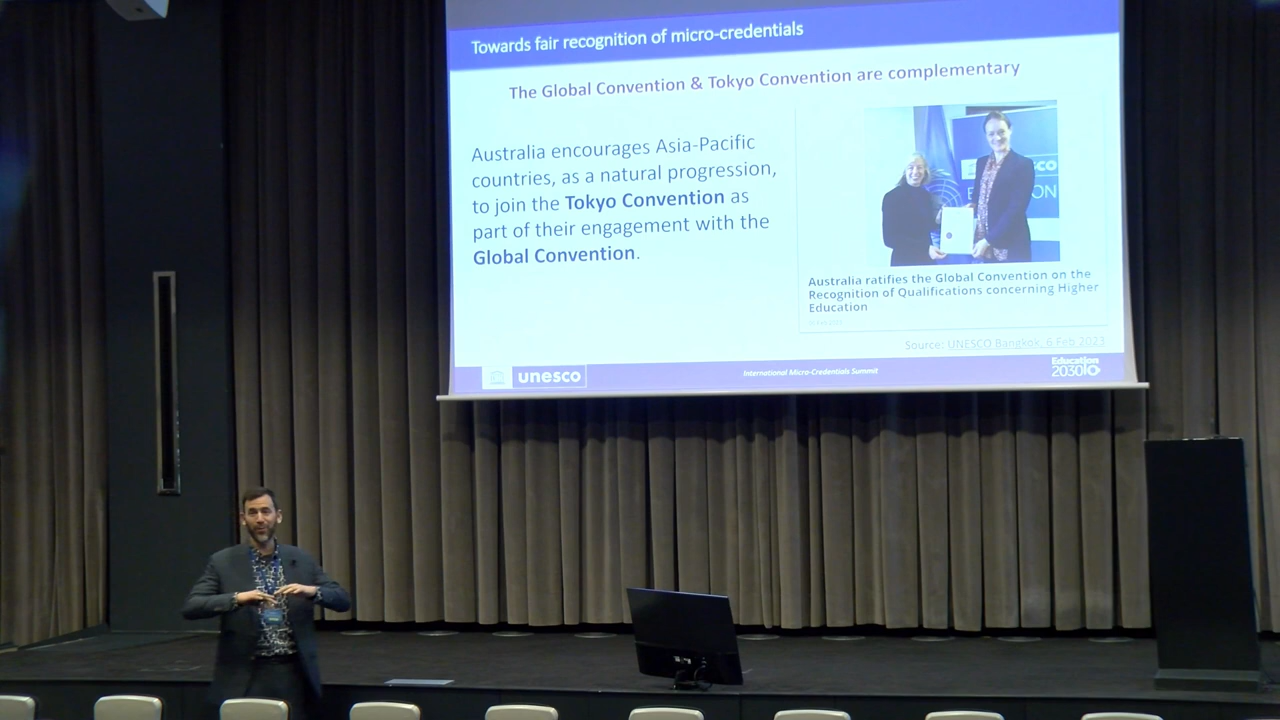 Towards fair recognition of micro-credentials
The Global Convention & Tokyo Convention are complementary
Australia encourages Asia-Pacific
countries, as a natural progression,
to join the Tokyo Convention as
part of their engagement with the
Global Convention.
Australia ratifies the Global Convention on the
Recognition of Qualifications concerning Higher
Education
Source: UNESCO Bangkok, 6 Feb 2023
unesco
International Micro-Credentials Summit
Education
2030